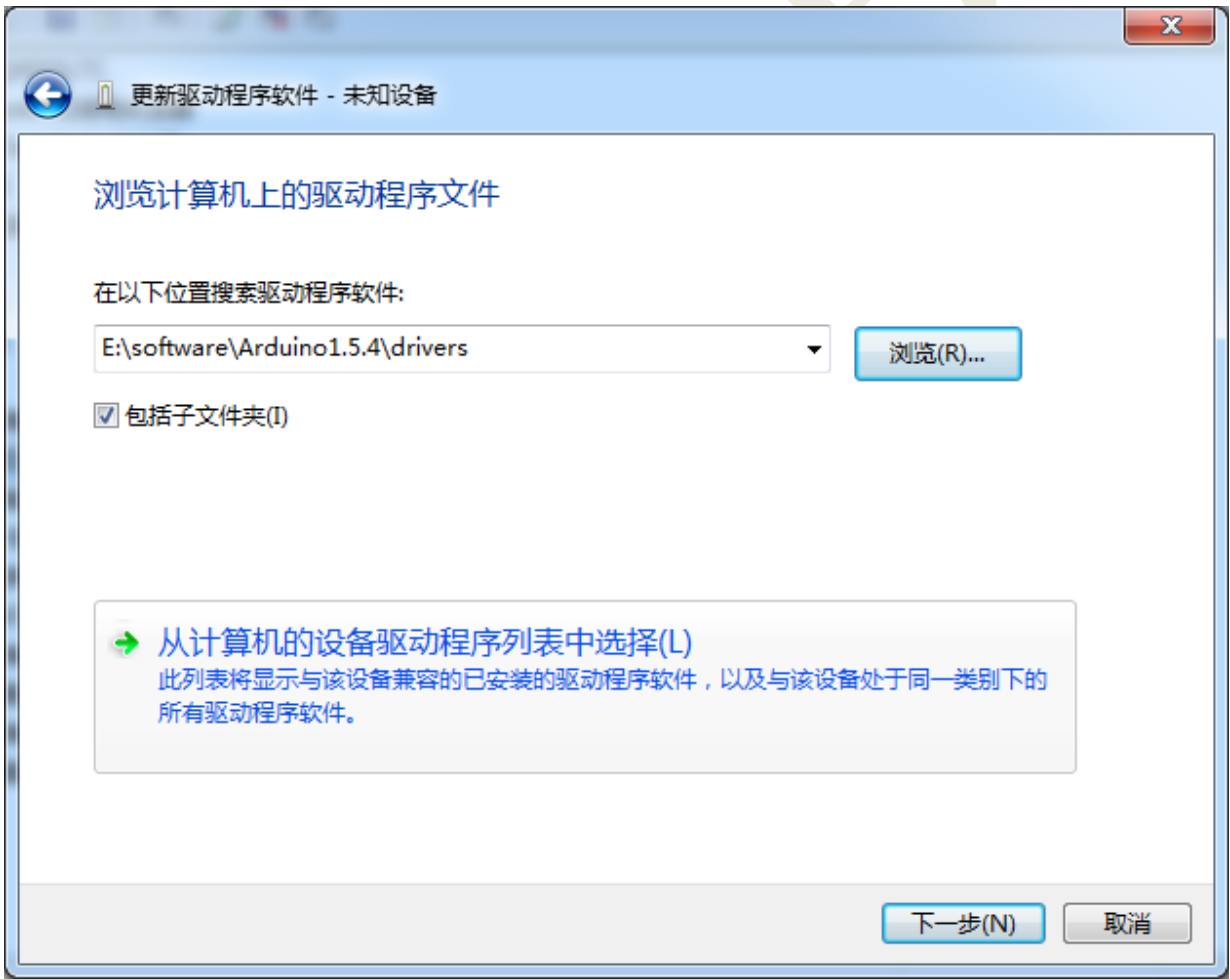 更新驱动程序软件 - 未知设备
浏览计算机上的驱动程序文件
在以下位置搜索驱动程序软件:
E:\software\Arduino1.5.4\drivers
浏览(R)...
包括子文件夹(I)
从计算机的设备驱动程序列表中选择(L)
此列表将显示与该设备兼容的已安装的驱动程序软件，以及与该设备处于同一类别下的
所有驱动程序软件。
下一步(N)
取消